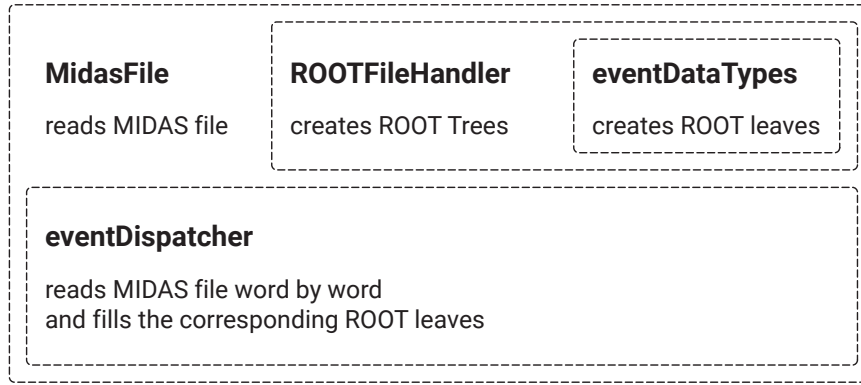 MidasFile
reads MIDAS file
ROOTFileHandler
creates ROOT Trees
eventDataTypes
creates ROOT leaves
eventDispatcher
reads MIDAS file word by word
and fills the corresponding ROOT leaves